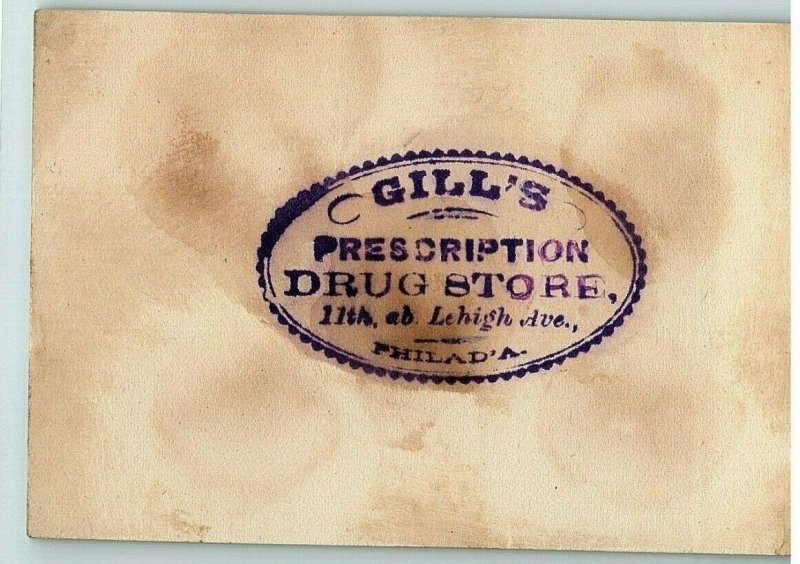 GILL'S
PRESCRIPTION
DRUG STORE,
11th, ab. Lehigh Ave.,
PHILAD'A.